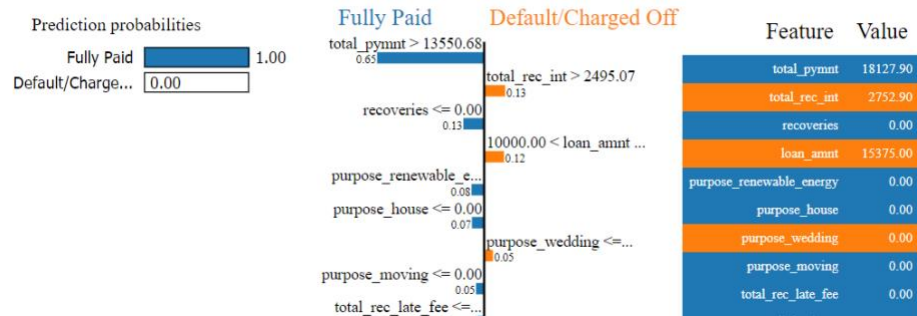 Prediction probabilities
Fully Paid 1.00
Default/Charge... 0.00
Fully Paid Default/Charged Off
total_pymnt > 13550.68
0.65
total_rec_int > 2495.07
0.13
recoveries <= 0.00
0.13
10000.00 < loan_amnt ...
0.12
purpose_renewable_e...
0.08
purpose_house <= 0.00
0.07
purpose_wedding <=...
0.05
purpose_moving <= 0.00
0.05
total_rec_late_fee <=...
Feature Value
total_pymnt 18127.90
total_rec_int 2752.90
recoveries 0.00
loan_amnt 15375.00
purpose_renewable_energy 0.00
purpose_house 0.00
purpose_wedding 0.00
purpose_moving 0.00
total_rec_late_fee 0.00